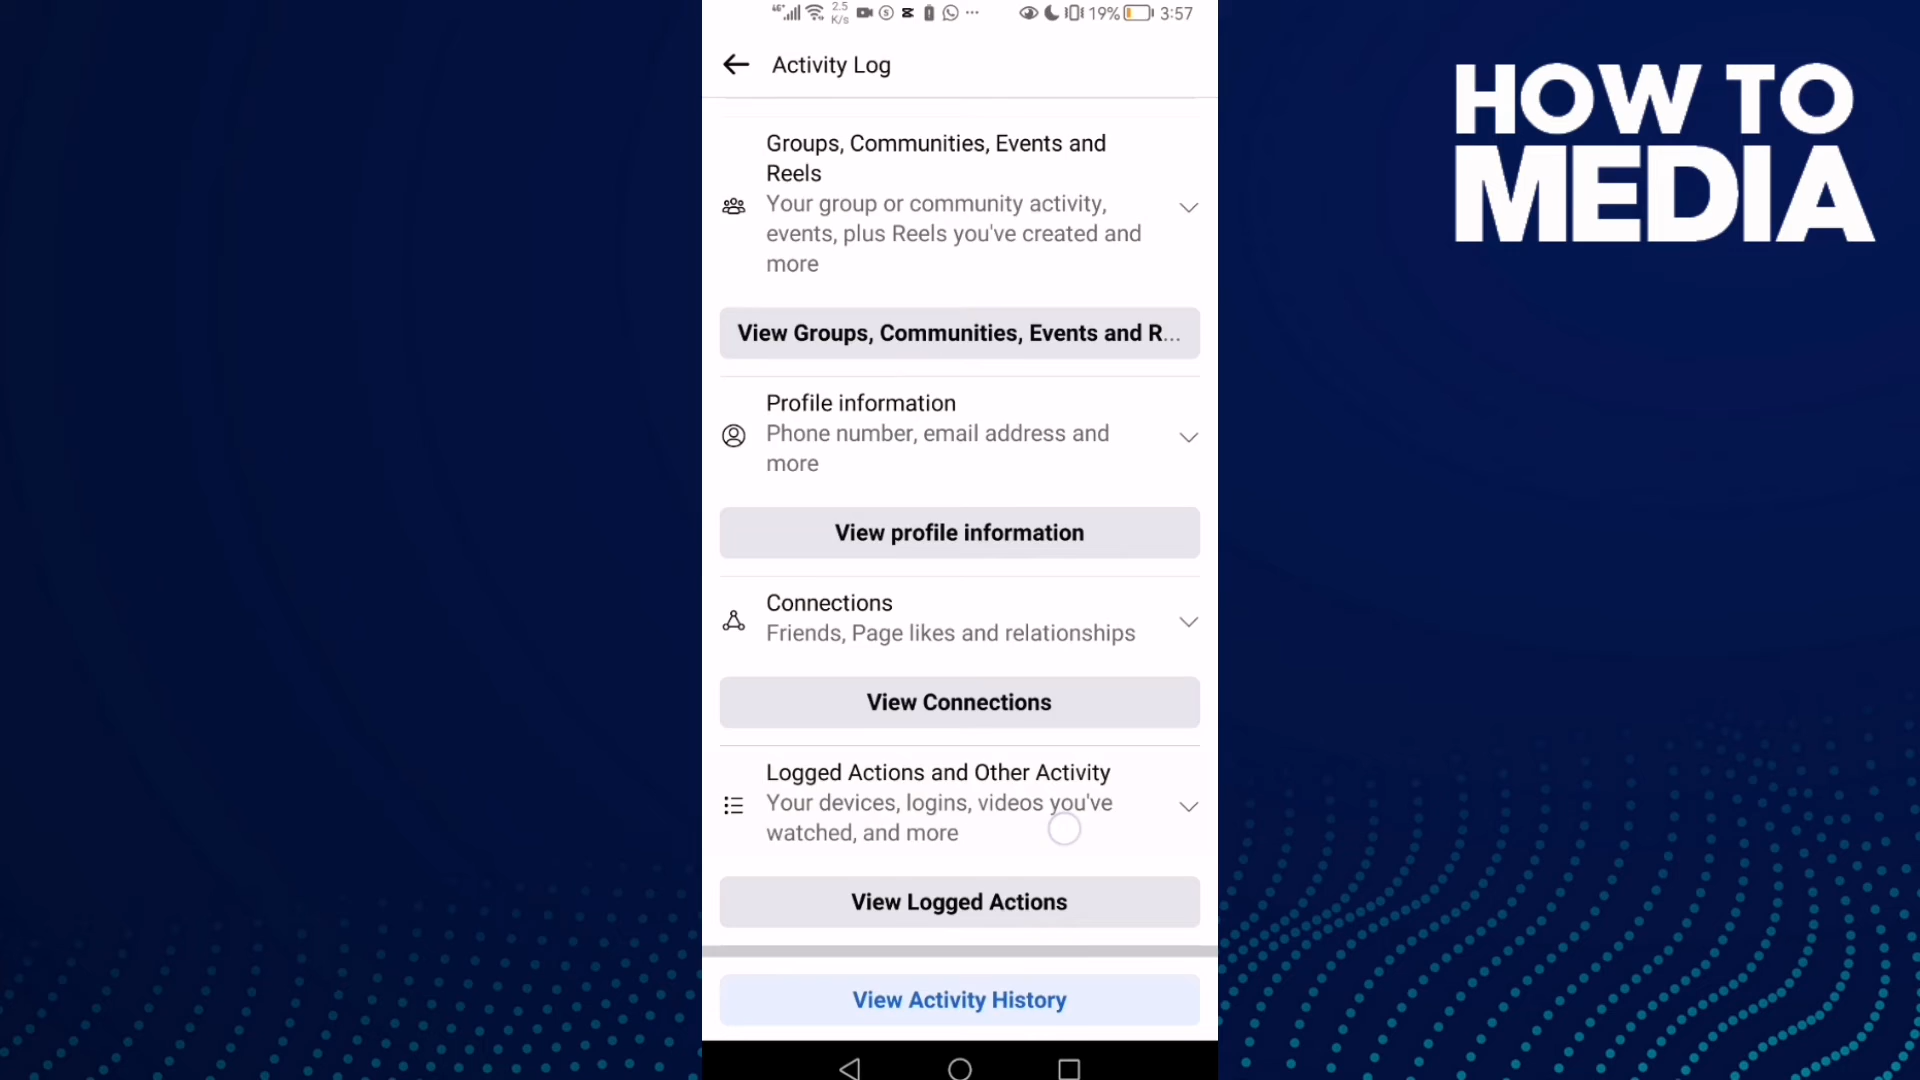 4G+ 2.5 K/s 19% 3:57
Activity Log
HOW TO
MEDIA
Groups, Communities, Events and
Reels
Your group or community activity,
events, plus Reels you've created and
more
View Groups, Communities, Events and R...
Profile information
Phone number, email address and
more
View profile information
Connections
Friends, Page likes and relationships
View Connections
Logged Actions and Other Activity
Your devices, logins, videos you've
watched, and more
View Logged Actions
View Activity History